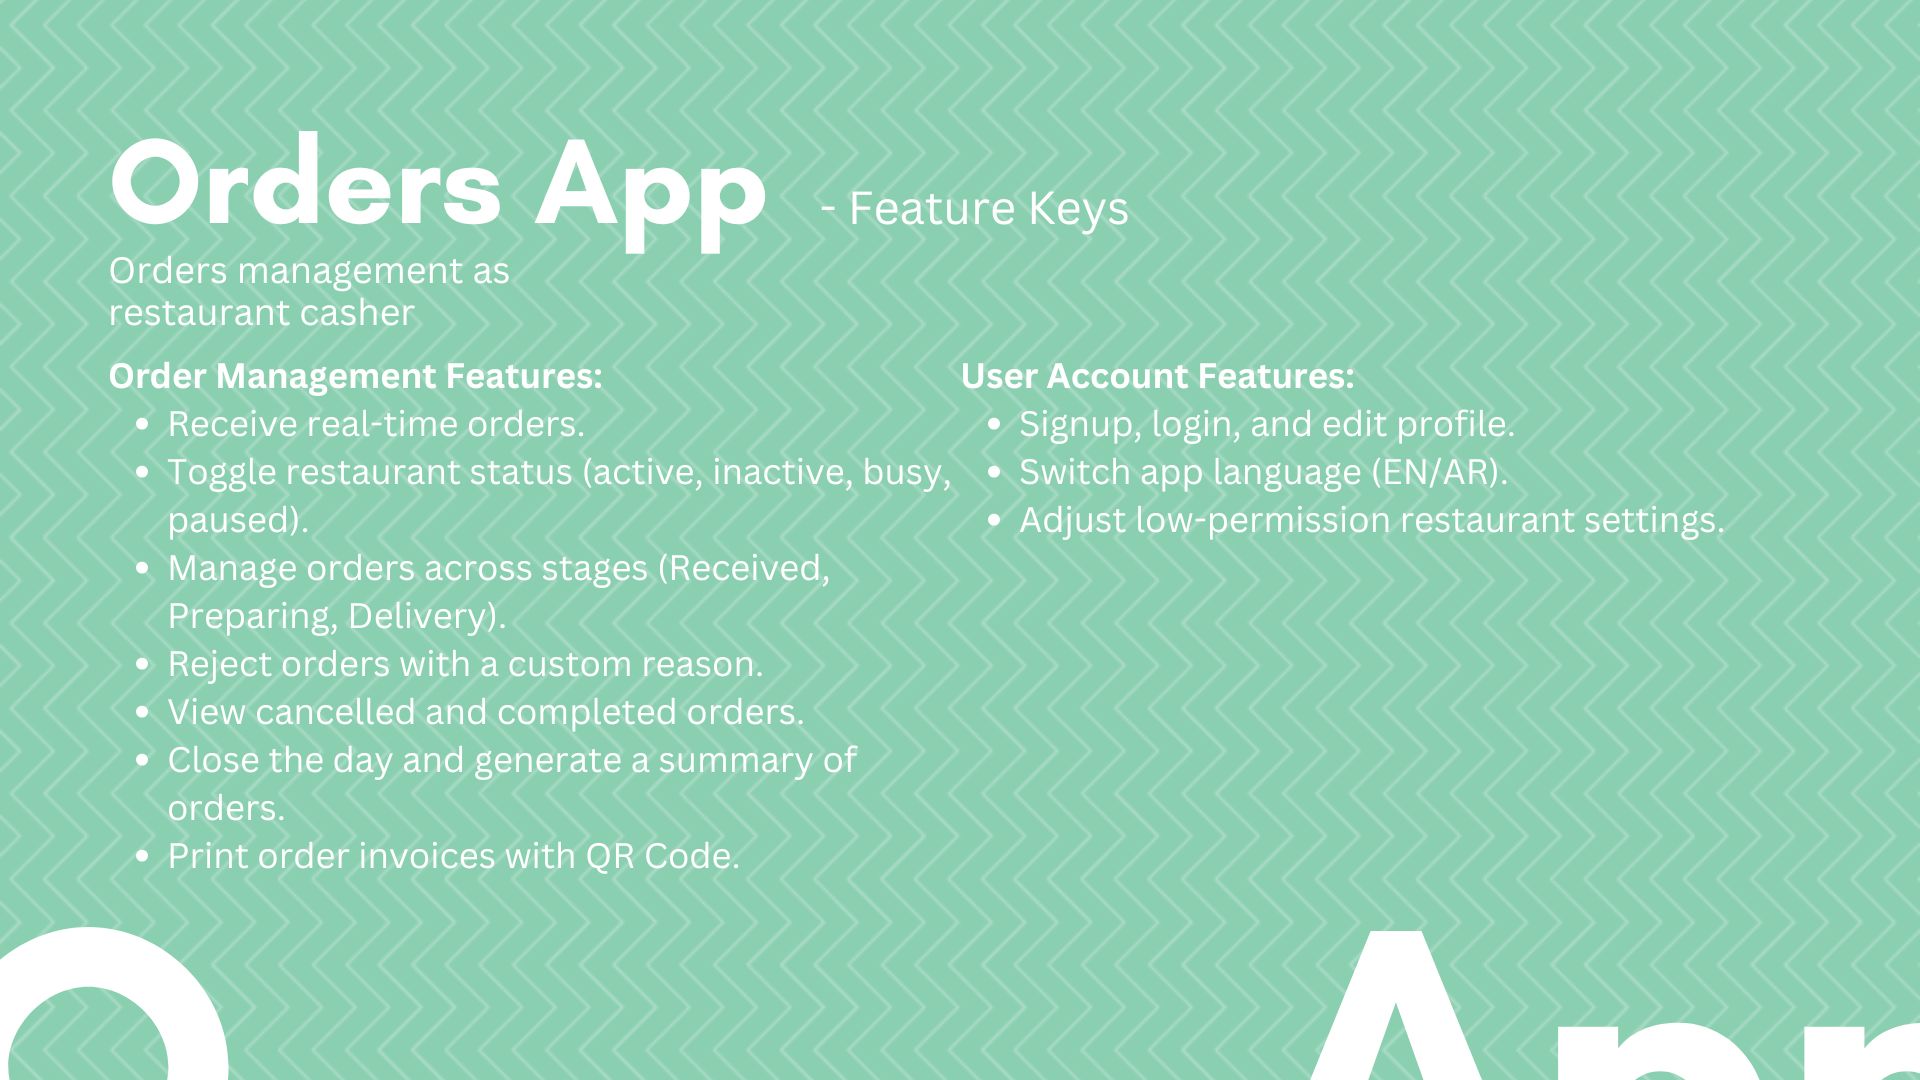 Orders App - Feature Keys
Orders management as
restaurant casher
Order Management Features:
• Receive real-time orders.
• Toggle restaurant status (active, inactive, busy,
paused).
• Manage orders across stages (Received,
Preparing, Delivery).
• Reject orders with a custom reason.
• View cancelled and completed orders.
• Close the day and generate a summary of
orders.
• Print order invoices with QR Code.
User Account Features:
• Signup, login, and edit profile.
• Switch app language (EN/AR).
• Adjust low-permission restaurant settings.
O App